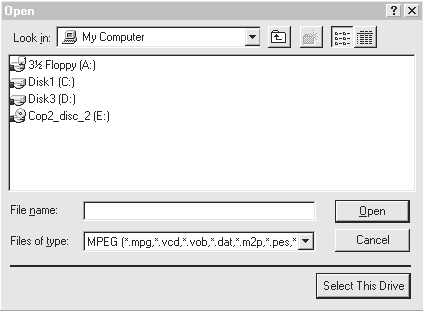 Open
Look in: My Computer
3½ Floppy (A:)
Disk1 (C:)
Disk3 (D:)
Cop2_disc_2 (E:)
File name: Open
Files of type: MPEG (*.mpg,*.vcd,*.vob,*.dat,*.m2p,*.pes,* Cancel
Select This Drive